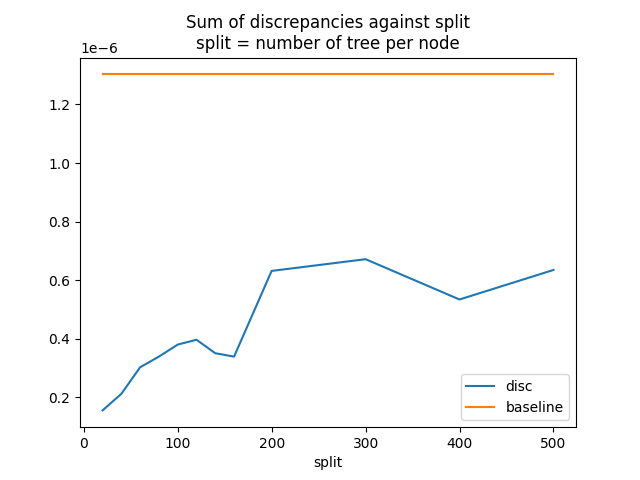 Sum of discrepancies against split
split = number of tree per node
1e−6
1.2
1.0
0.8
0.6
0.4
0.2
disc
baseline
0 100 200 300 400 500
split